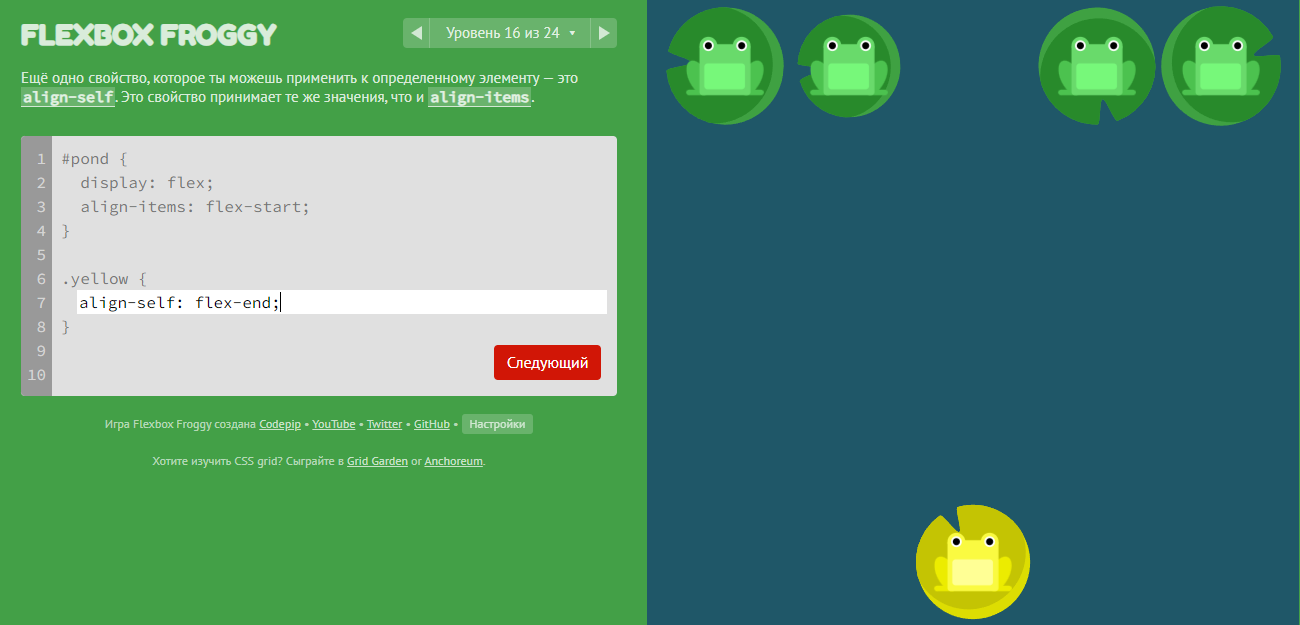 FLEXBOX FROGGY
Уровень 16 из 24
Ещё одно свойство, которое ты можешь применить к определенному элементу — это
align-self. Это свойство принимает те же значения, что и align-items.
1 #pond {
2   display: flex;
3   align-items: flex-start;
4 }
5
6 .yellow {
7   align-self: flex-end;
8 }
9
10
Следующий
Игра Flexbox Froggy создана Codepip • YouTube • Twitter • GitHub • Настройки
Хотите изучить CSS grid? Сыграйте в Grid Garden or Anchoreum.